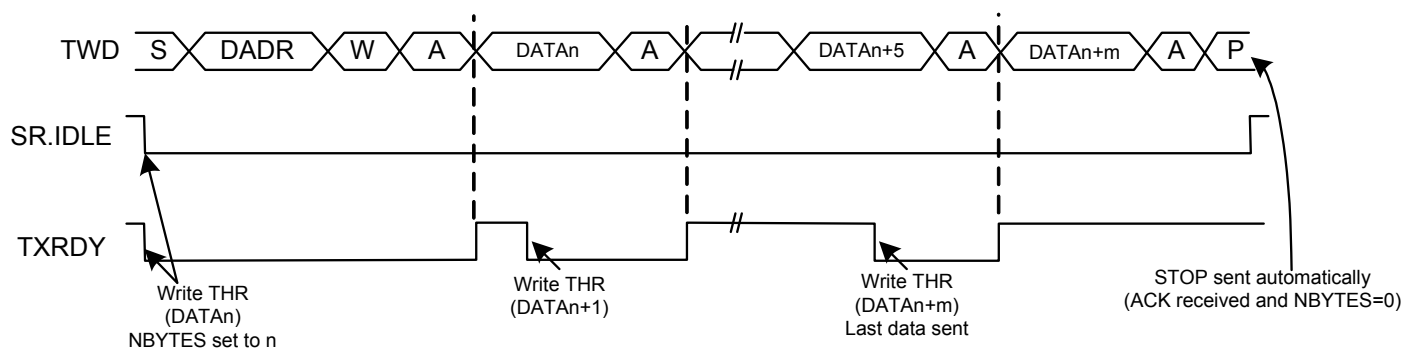 TWD S DADR W A DATAn A DATAn+5 A DATAn+m A P
SR.IDLE
TXRDY
Write THR
(DATAn)
NBYTES set to n
Write THR
(DATAn+1)
Write THR
(DATAn+m)
Last data sent
STOP sent automatically
(ACK received and NBYTES=0)